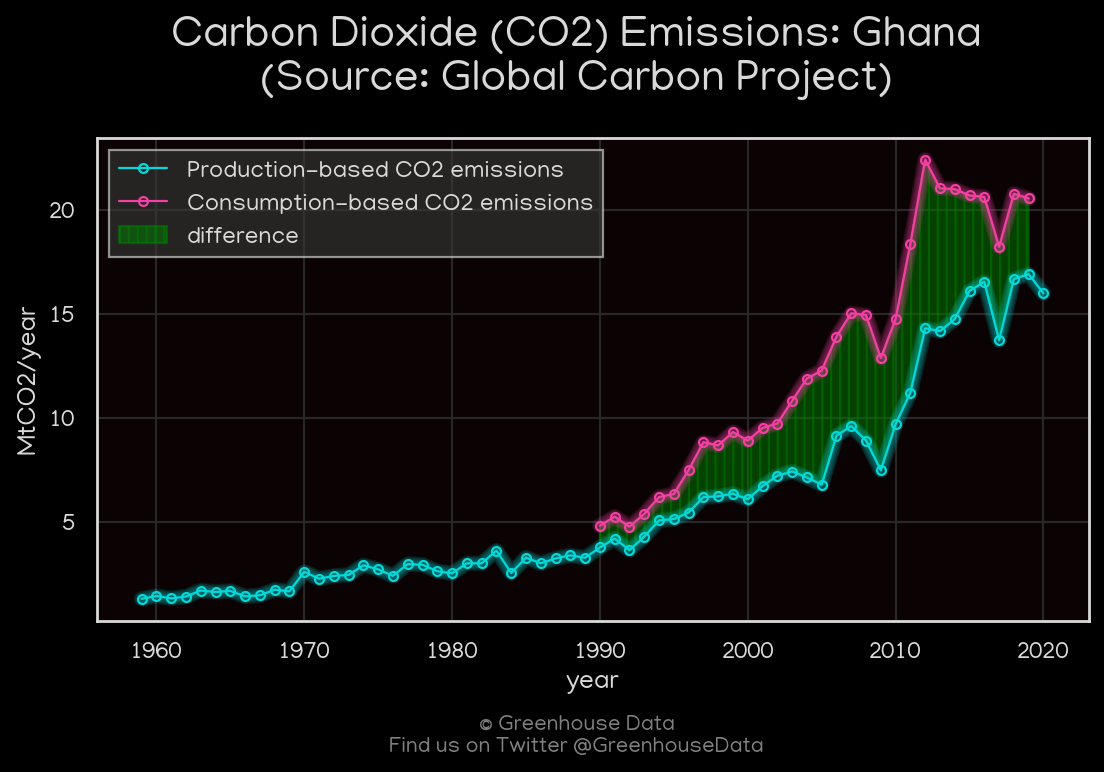 Carbon Dioxide (CO2) Emissions: Ghana
(Source: Global Carbon Project)
Production-based CO2 emissions
Consumption-based CO2 emissions
difference
MtCO2/year
20
15
10
5
1960 1970 1980 1990 2000 2010 2020
year
© Greenhouse Data
Find us on Twitter @GreenhouseData